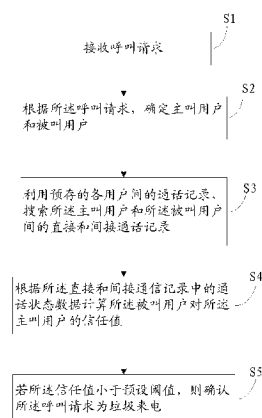 S1
接收呼叫请求
S2
根据所述呼叫请求，确定主叫用户
和被叫用户
S3
利用预存的各用户间的通话记录、
搜索所述主叫用户和所述被叫用户
间的直接和间接通话记录
S4
根据所述直接和间接通信记录中的通
话状态数据计算所述被叫用户对所述
主叫用户的信任值
S5
若所述信任值小于预设阈值，则确认
所述呼叫请求为垃圾来电